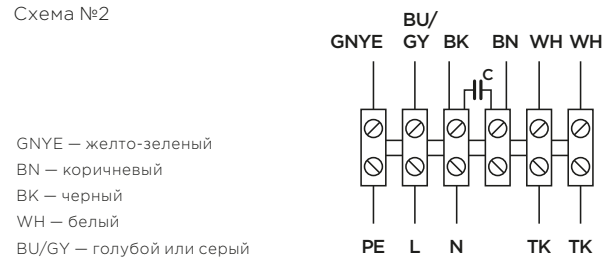 Схема №2
BU/
GNYE GY BK BN WH WH
C
GNYE — желто-зеленый
BN — коричневый
BK — черный
WH — белый
BU/GY — голубой или серый
PE L N TK TK